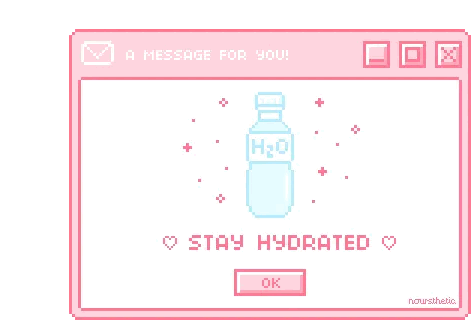 A MESSAGE FOR YOU!
H2O
♡ STAY HYDRATED ♡
OK
noursthetic